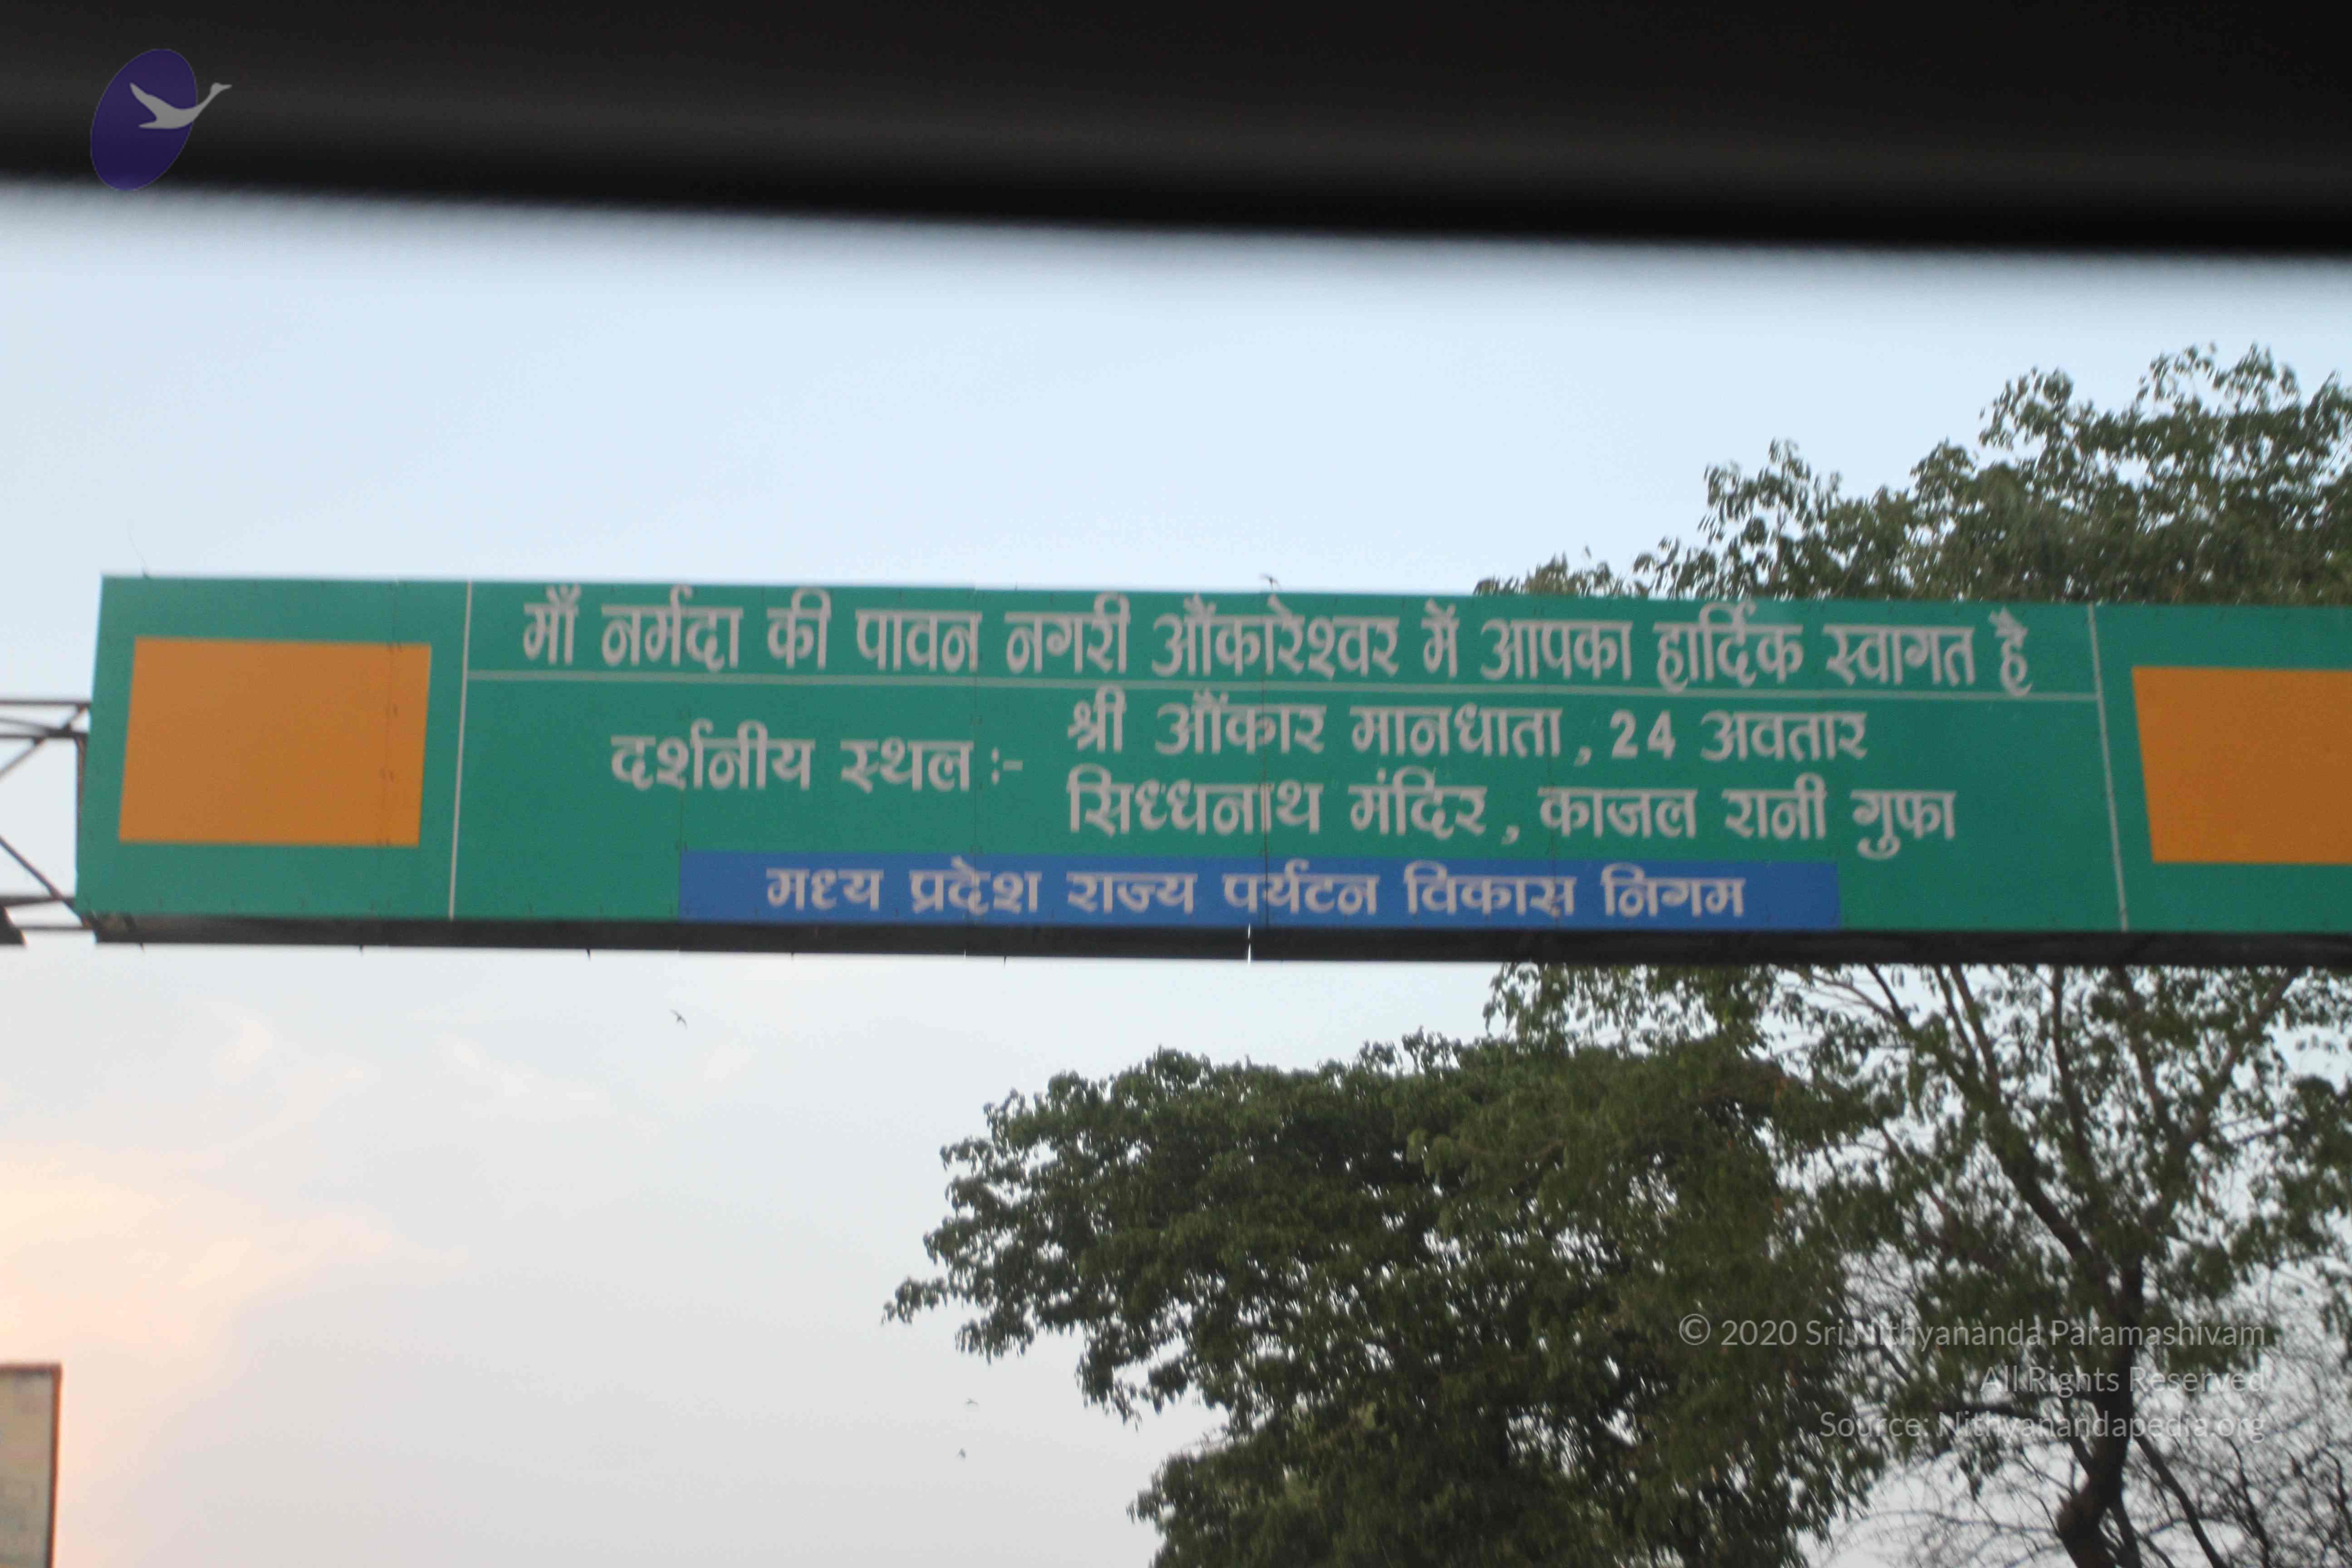 माँ नर्मदा की पावन नगरी ओंकारेश्वर में आपका हार्दिक स्वागत है
दर्शनीय स्थल :-
श्री ओंकार मानधाता , 24 अवतार
सिध्धनाथ मंदिर , काजल रानी गुफा
मध्य प्रदेश राज्य पर्यटन विकास निगम
© 2020 Sri Nithyananda Paramashivam
All Rights Reserved
Source: Nithyanandapedia.org